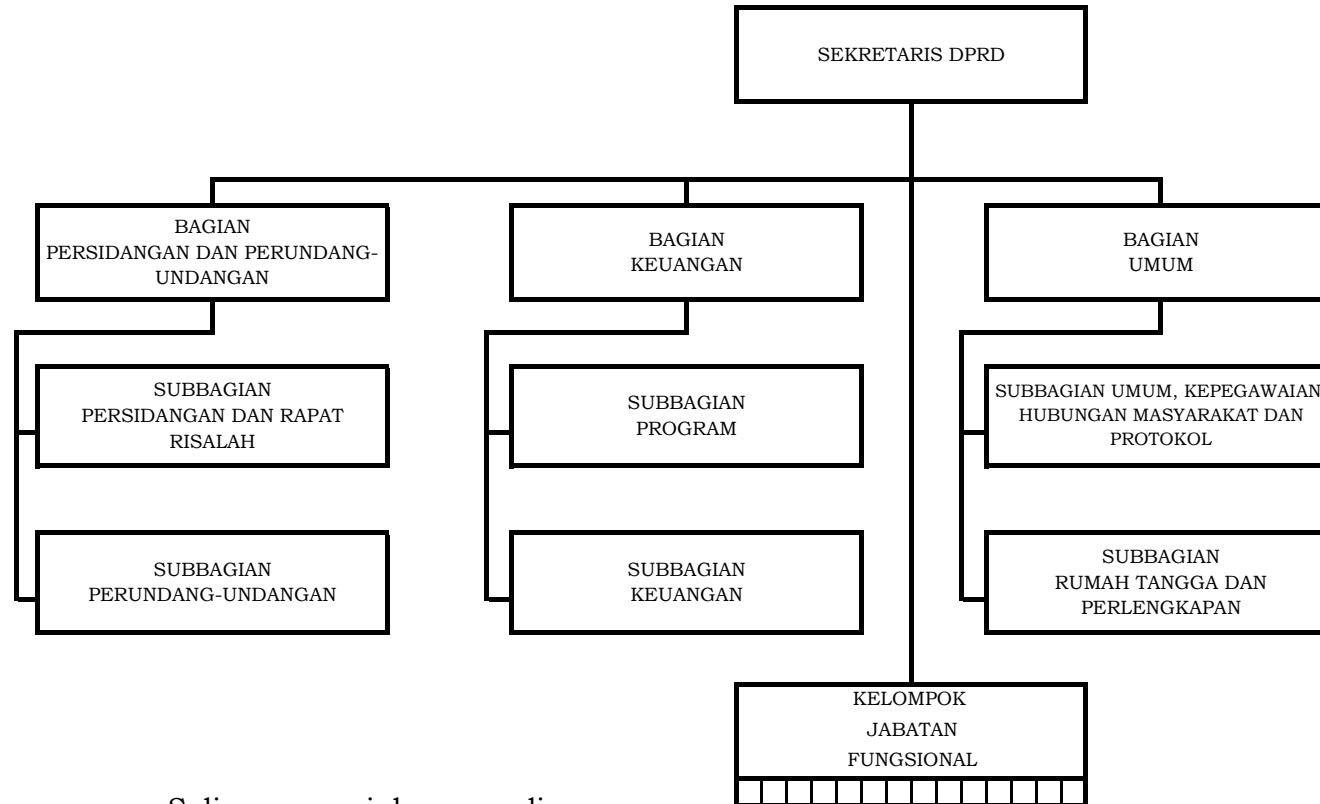 SEKRETARIS DPRD
BAGIAN
PERSIDANGAN DAN PERUNDANG-
UNDANGAN
BAGIAN
KEUANGAN
BAGIAN
UMUM
SUBBAGIAN
PERSIDANGAN DAN RAPAT
RISALAH
SUBBAGIAN
PROGRAM
SUBBAGIAN UMUM, KEPEGAWAIAN
HUBUNGAN MASYARAKAT DAN
PROTOKOL
SUBBAGIAN
PERUNDANG-UNDANGAN
SUBBAGIAN
KEUANGAN
SUBBAGIAN
RUMAH TANGGA DAN
PERLENGKAPAN
KELOMPOK
JABATAN
FUNGSIONAL